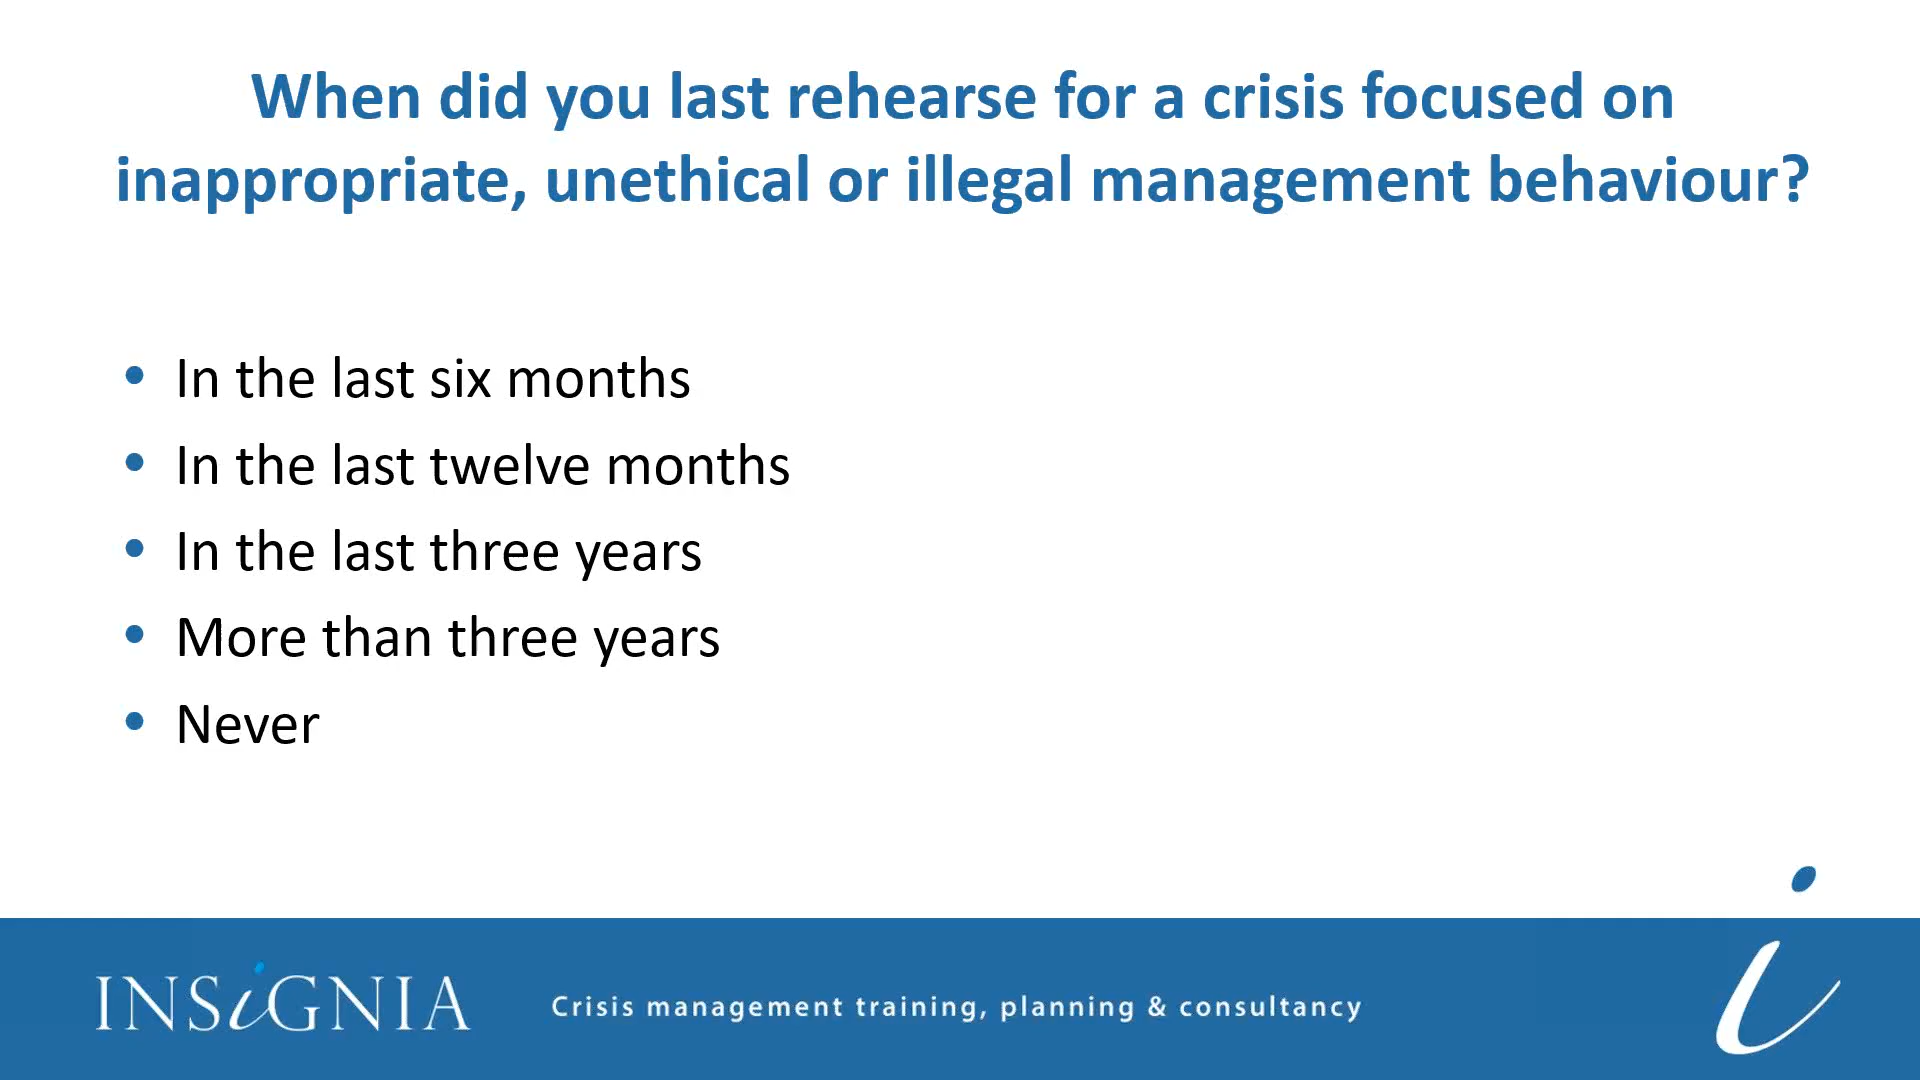 When did you last rehearse for a crisis focused on
inappropriate, unethical or illegal management behaviour?
• In the last six months
• In the last twelve months
• In the last three years
• More than three years
• Never
INSiGNIA
Crisis management training, planning & consultancy
i